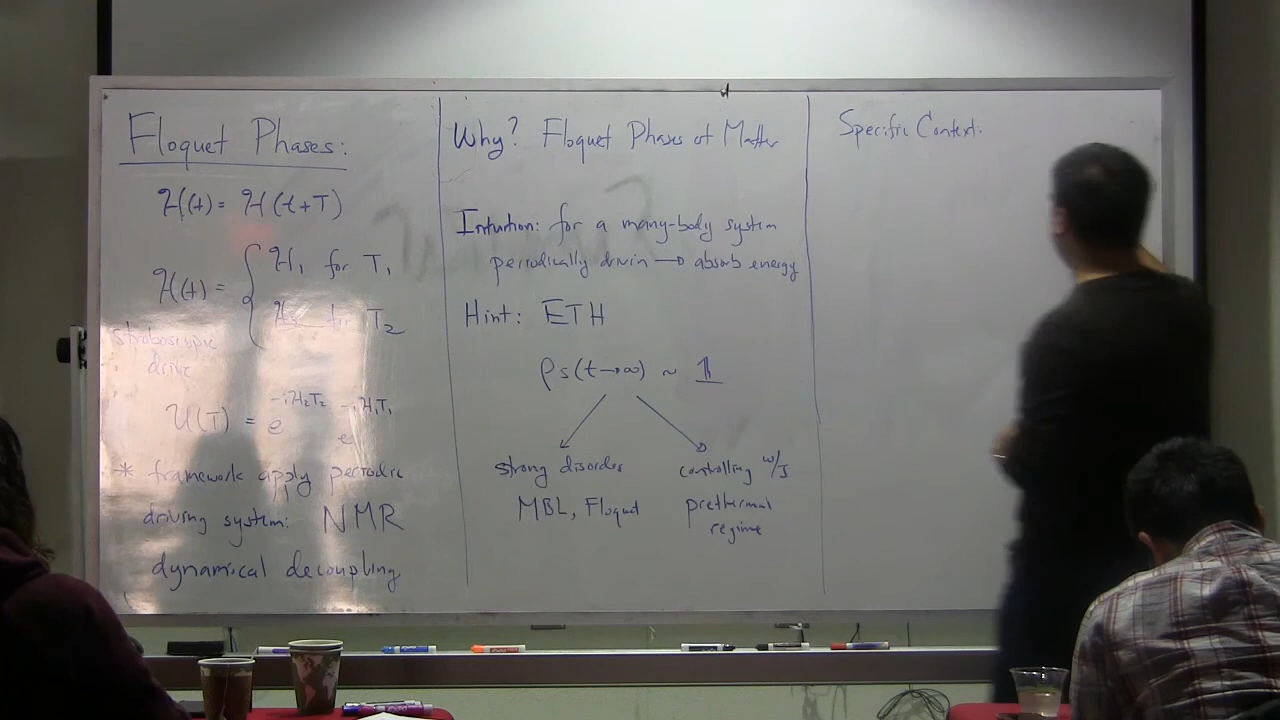 Floquet Phases:
H(t) = H(t+T)
H(t) = { H₁ for T₁
H₂ for T₂
stroboscopic
drive
U(T) = e^{-iH₂T₂} e^{-iH₁T₁}
* framework apply periodic
driving system: NMR
dynamical decoupling
Why? Floquet Phases of Matter
Intuition: for a many-body system
periodically driven → absorb energy
Hint: ETH
ρs(t→∞) ~ 𝟙
strong disorder
MBL, Floquet
controlling w/J
prethermal
regime
Specific Context: